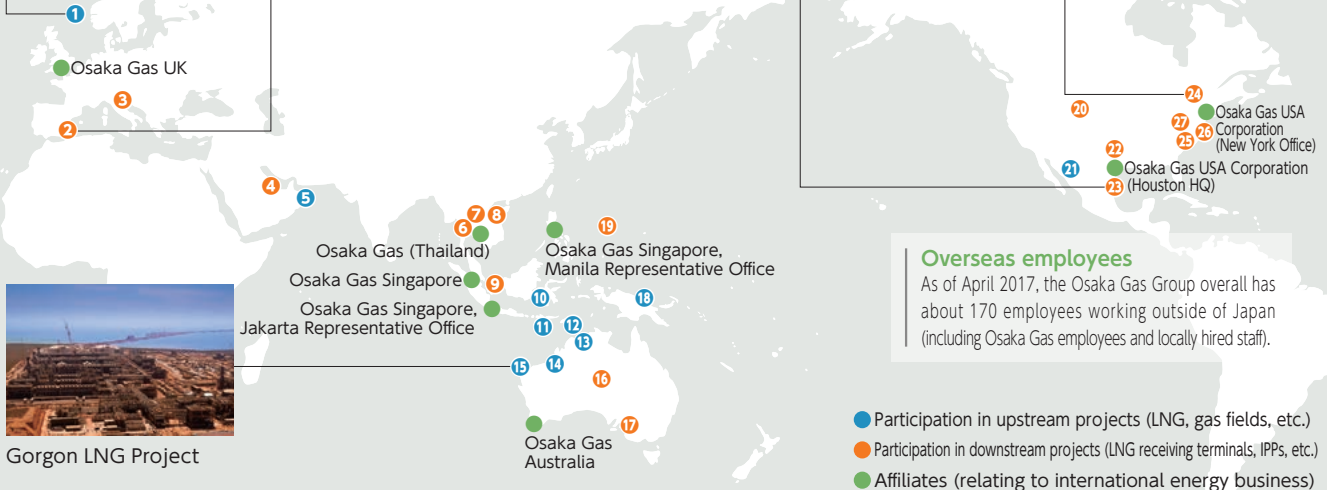 1
Osaka Gas UK
3
2
4
5
7
8
6
Osaka Gas (Thailand)
Osaka Gas Singapore
9
Osaka Gas Singapore,
Jakarta Representative Office
19
Osaka Gas Singapore,
Manila Representative Office
10
18
11
12
13
15
14
16
17
Osaka Gas
Australia
Gorgon LNG Project
20
24
27
26
25
Osaka Gas USA
Corporation
(New York Office)
22
21
Osaka Gas USA Corporation
(Houston HQ)
23
Overseas employees
As of April 2017, the Osaka Gas Group overall has
about 170 employees working outside of Japan
(including Osaka Gas employees and locally hired staff).
Participation in upstream projects (LNG, gas fields, etc.)
Participation in downstream projects (LNG receiving terminals, IPPs, etc.)
Affiliates (relating to international energy business)